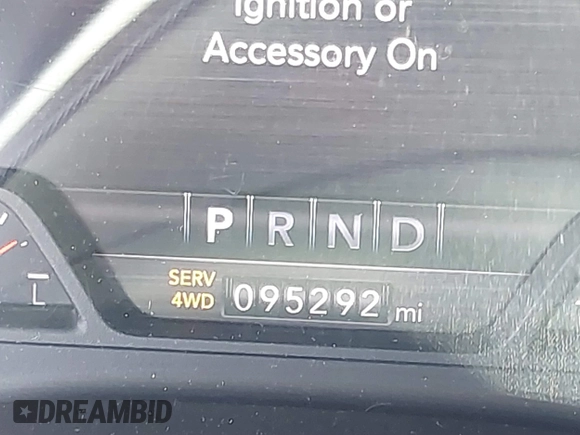 Ignition or
Accessory On
P R N D
SERV
4WD 095292 mi
L
DREAMBID